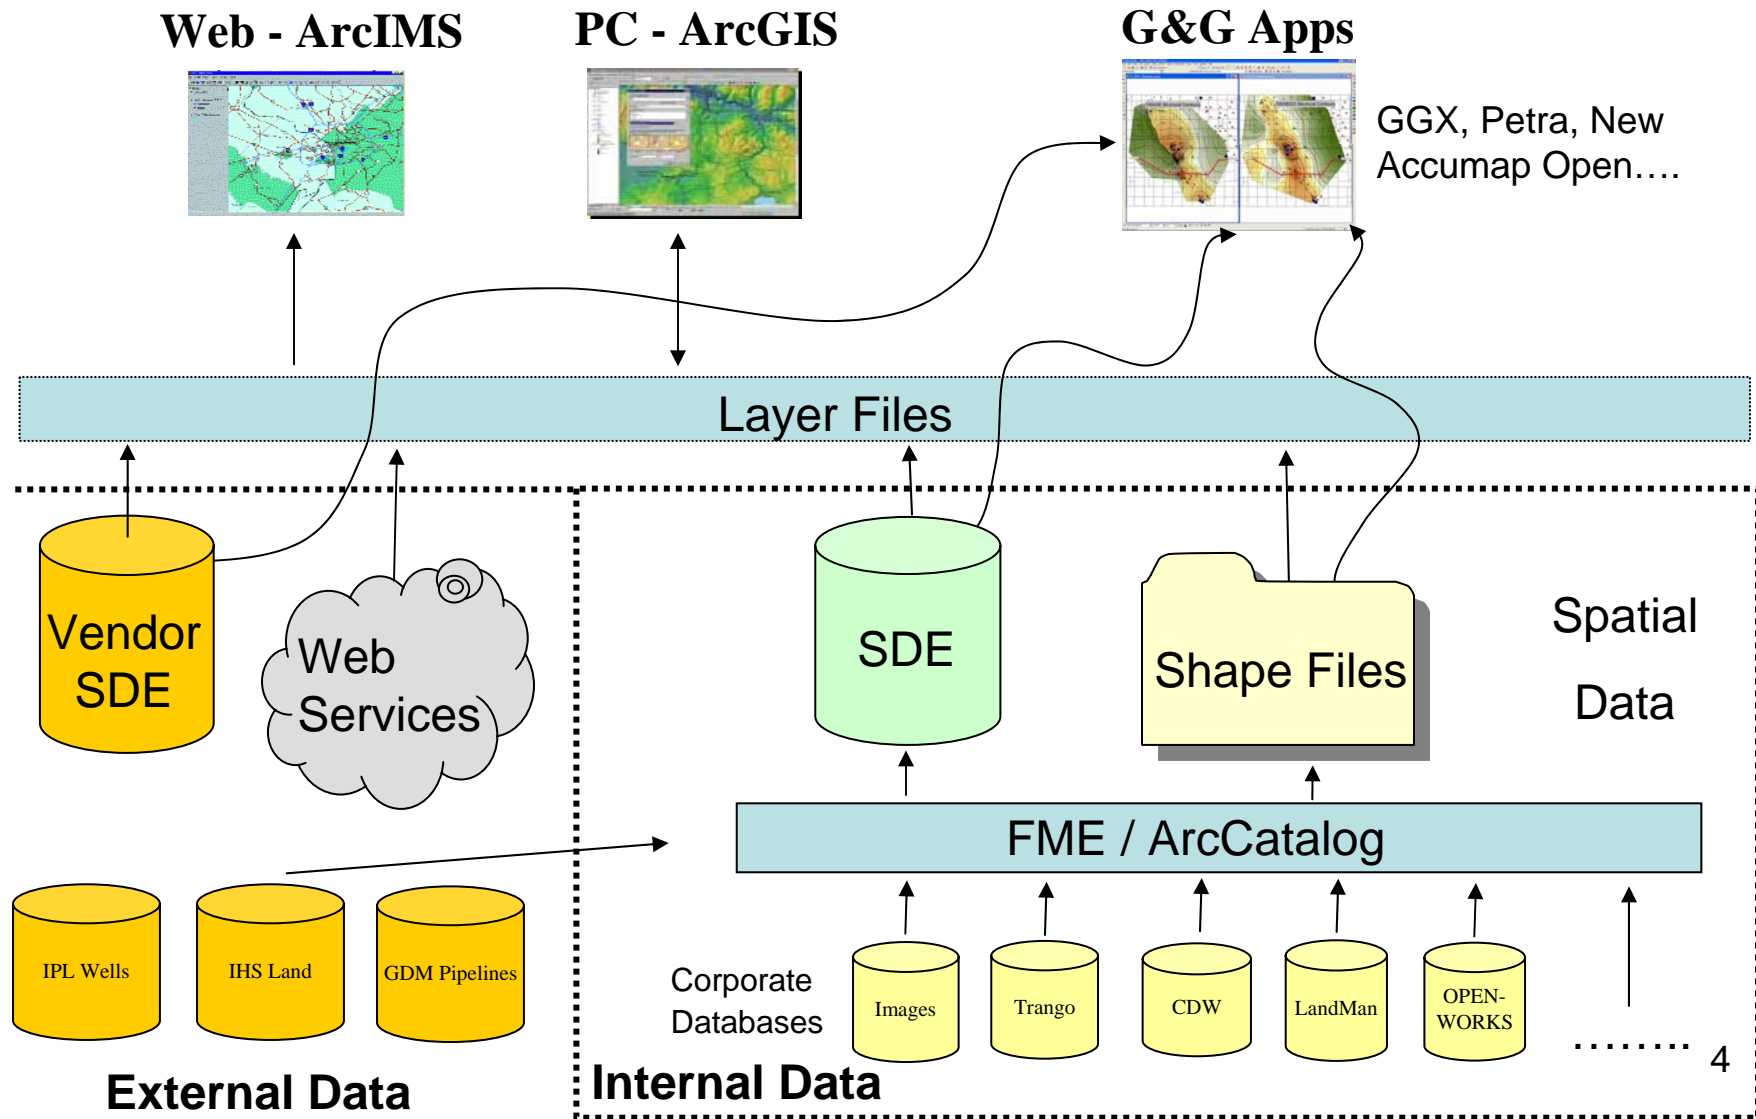 Web - ArcIMS
PC - ArcGIS
G&G Apps
GGX, Petra, New
Accumap Open….
Layer Files
Vendor
SDE
Web
Services
SDE
Shape Files
Spatial
Data
FME / ArcCatalog
IPL Wells
IHS Land
GDM Pipelines
Corporate
Databases
Images
Trango
CDW
LandMan
OPEN-
WORKS
........
4
External Data
Internal Data